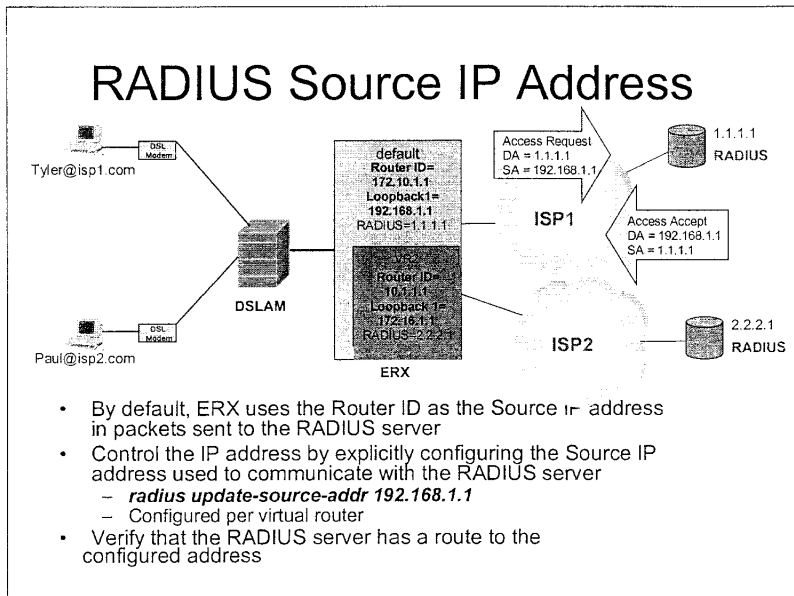 RADIUS Source IP Address
DSL
Modem
Tyler@isp1.com
DSLAM
DSL
Modem
Paul@isp2.com
default
Router ID=
172.10.1.1
Loopback1=
192.168.1.1
RADIUS=1.1.1.1
Router ID=
10.1.1.1
Loopback 1=
172.16.1.1
RADIUS=2.2.2.1
ERX
Access Request
DA = 1.1.1.1
SA = 192.168.1.1
ISP1
1.1.1.1
RADIUS
Access Accept
DA = 192.168.1.1
SA = 1.1.1.1
ISP2
2.2.2.1
RADIUS
• By default, ERX uses the Router ID as the Source IP address
in packets sent to the RADIUS server
• Control the IP address by explicitly configuring the Source IP
address used to communicate with the RADIUS server
– radius update-source-addr 192.168.1.1
– Configured per virtual router
• Verify that the RADIUS server has a route to the
configured address